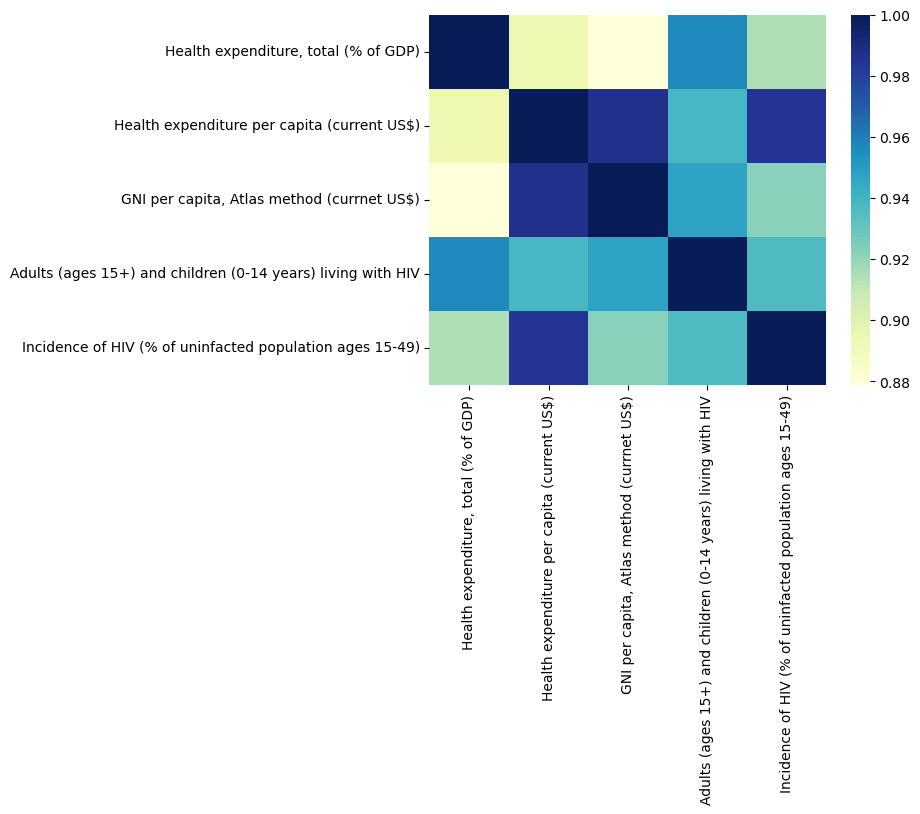 Health expenditure, total (% of GDP)
Health expenditure per capita (current US$)
GNI per capita, Atlas method (currnet US$)
Adults (ages 15+) and children (0-14 years) living with HIV
Incidence of HIV (% of uninfacted population ages 15-49)
Health expenditure, total (% of GDP)
Health expenditure per capita (current US$)
GNI per capita, Atlas method (currnet US$)
Adults (ages 15+) and children (0-14 years) living with HIV
Incidence of HIV (% of uninfacted population ages 15-49)
1.00
0.98
0.96
0.94
0.92
0.90
0.88